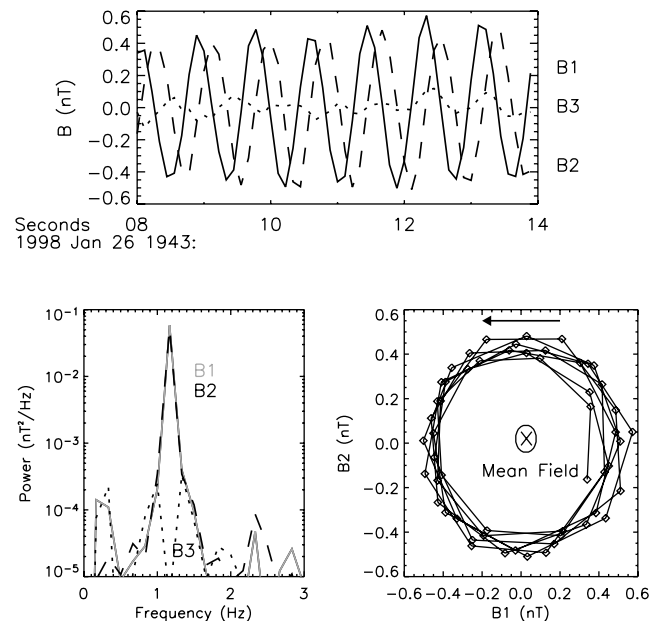 0.6
0.4
0.2
0.0
−0.2
−0.4
−0.6
B (nT)
B1
B3
B2
08 10 12 14
Seconds
1998 Jan 26 1943:
10⁻¹
10⁻²
10⁻³
10⁻⁴
10⁻⁵
Power (nT²/Hz)
B1
B2
B3
0 1 2 3
Frequency (Hz)
0.6
0.4
0.2
0.0
−0.2
−0.4
−0.6
B2 (nT)
Mean Field
−0.6 −0.4 −0.2 0.0 0.2 0.4 0.6
B1 (nT)